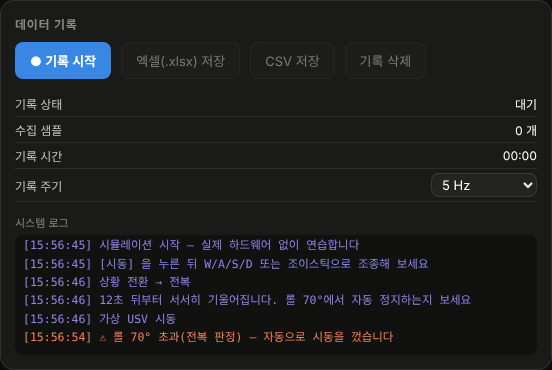 데이터 기록
● 기록 시작 엑셀(.xlsx) 저장 CSV 저장 기록 삭제
기록 상태 대기
수집 샘플 0 개
기록 시간 00:00
기록 주기 5 Hz
시스템 로그
[15:56:45] 시뮬레이션 시작 — 실제 하드웨어 없이 연습합니다
[15:56:45] [시동] 을 누른 뒤 W/A/S/D 또는 조이스틱으로 조종해 보세요
[15:56:46] 상황 전환 → 전복
[15:56:46] 12초 뒤부터 서서히 기울어집니다. 롤 70°에서 자동 정지하는지 보세요
[15:56:46] 가상 USV 시동
[15:56:54] ⚠ 롤 70° 초과(전복 판정) — 자동으로 시동을 껐습니다